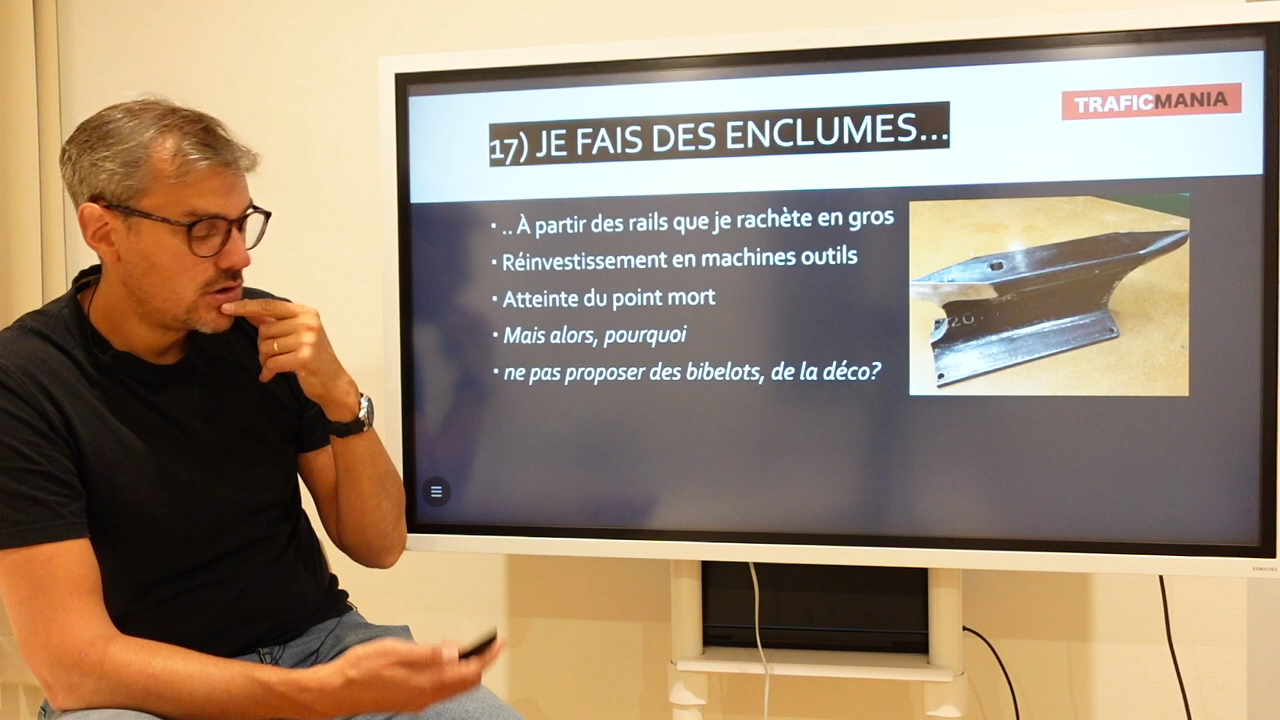 TRAFICMANIA
17) JE FAIS DES ENCLUMES...
· .. À partir des rails que je rachète en gros
· Réinvestissement en machines outils
· Atteinte du point mort
· Mais alors, pourquoi
· ne pas proposer des bibelots, de la déco?
SAMSUNG